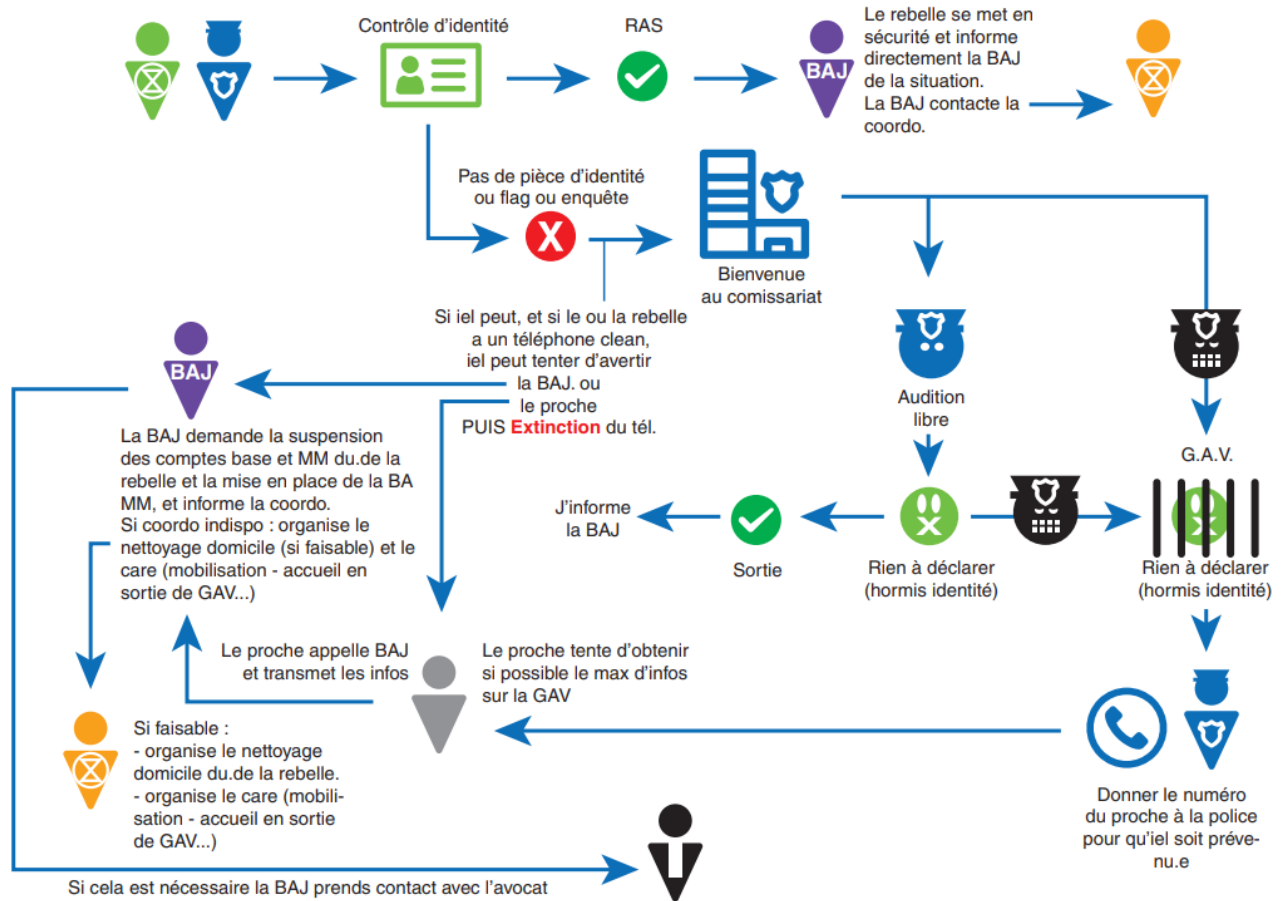 Contrôle d'identité
RAS
Le rebelle se met en
sécurité et informe
directement la BAJ
de la situation.
La BAJ contacte la
coordo.
BAJ
Pas de pièce d'identité
ou flag ou enquête
X
Bienvenue
au comissariat
Si iel peut, et si le ou la rebelle
a un téléphone clean,
iel peut tenter d'avertir
la BAJ. ou
le proche
PUIS Extinction du tél.
BAJ
La BAJ demande la suspension
des comptes base et MM du.de la
rebelle et la mise en place de la BA
MM, et informe la coordo.
Si coordo indispo : organise le
nettoyage domicile (si faisable) et le
care (mobilisation - accueil en
sortie de GAV...)
Audition
libre
G.A.V.
J'informe
la BAJ
Sortie
Rien à déclarer
(hormis identité)
Rien à déclarer
(hormis identité)
Le proche appelle BAJ
et transmet les infos
Le proche tente d'obtenir
si possible le max d'infos
sur la GAV
Si faisable :
- organise le nettoyage
domicile du.de la rebelle.
- organise le care (mobili-
sation - accueil en sortie
de GAV...)
Donner le numéro
du proche à la police
pour qu'iel soit préve-
nu.e
Si cela est nécessaire la BAJ prends contact avec l'avocat